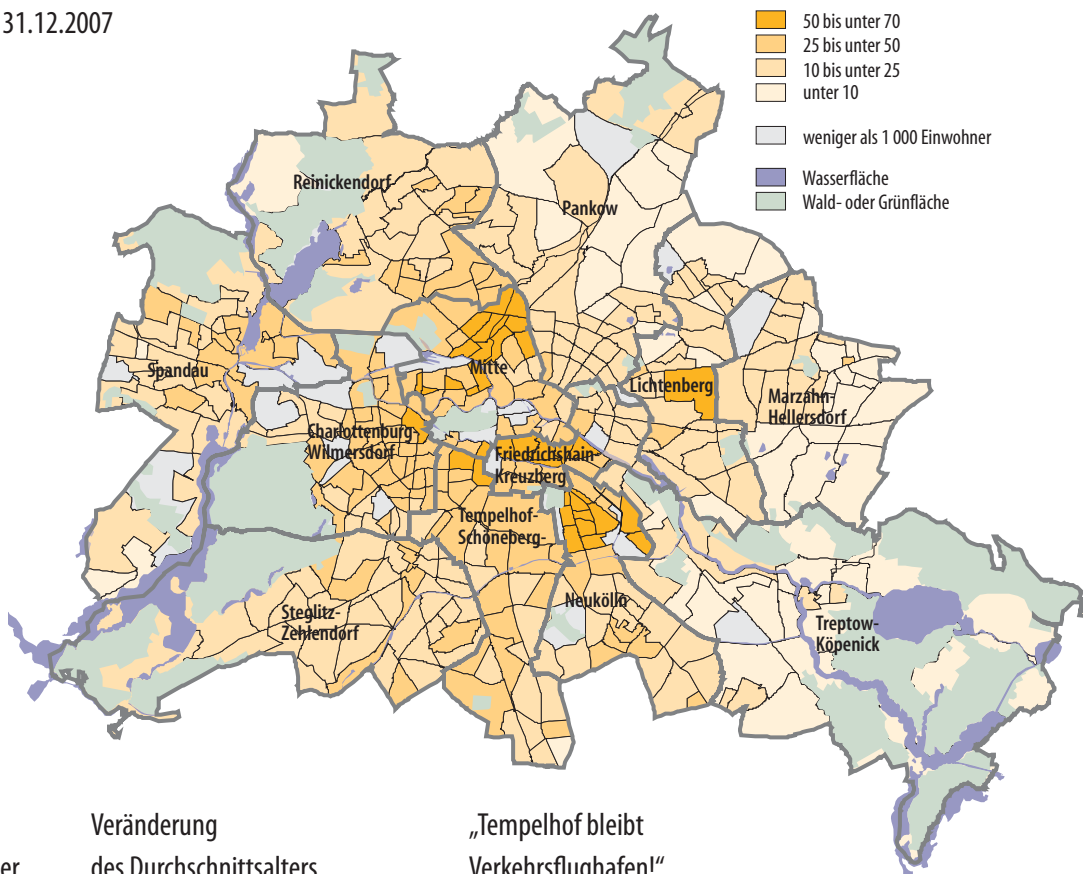 31.12.2007
50 bis unter 70
25 bis unter 50
10 bis unter 25
unter 10
weniger als 1 000 Einwohner
Wasserfläche
Wald- oder Grünfläche
Reinickendorf
Pankow
Spandau
Mitte
Lichtenberg
Marzahn-
Hellersdorf
Charlottenburg-
Wilmersdorf
Friedrichshain-
Kreuzberg
Tempelhof-
Schöneberg-
Steglitz-
Zehlendorf
Neukölln
Treptow-
Köpenick
Veränderung
des Durchschnittsalters
„Tempelhof bleibt
Verkehrsflughafen!“
er